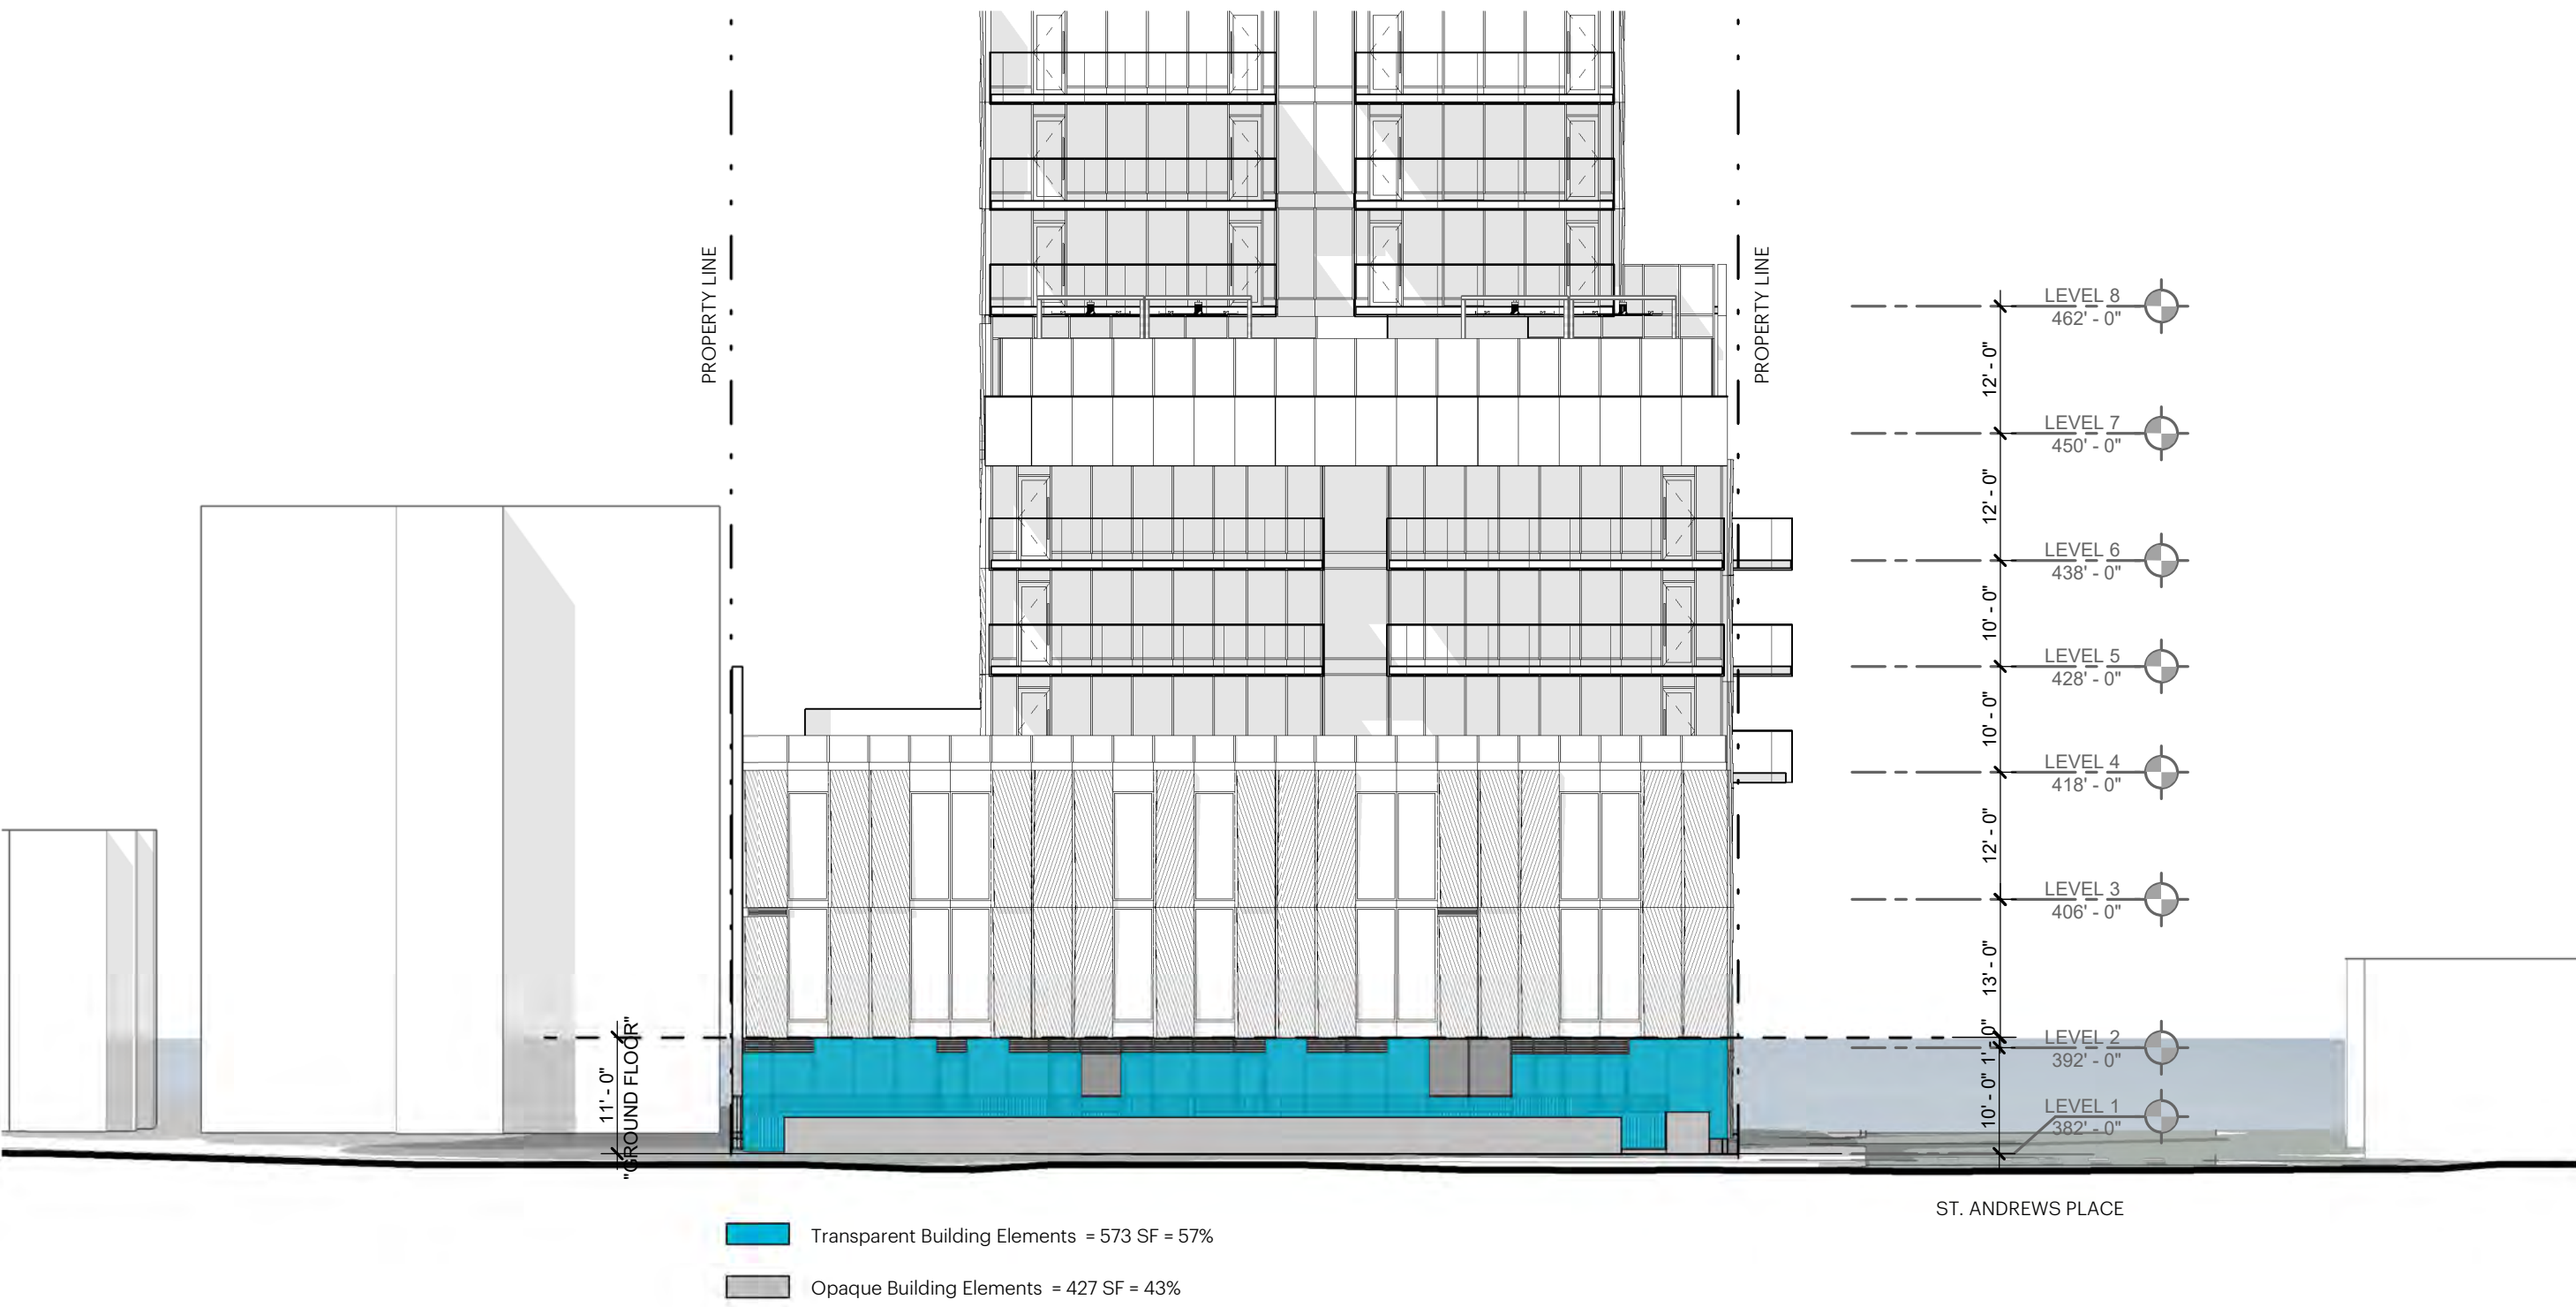 PROPERTY LINE
PROPERTY LINE
LEVEL 8
462' - 0"
12' - 0"
LEVEL 7
450' - 0"
12' - 0"
LEVEL 6
438' - 0"
10' - 0"
LEVEL 5
428' - 0"
10' - 0"
LEVEL 4
418' - 0"
12' - 0"
LEVEL 3
406' - 0"
13' - 0"
LEVEL 2
392' - 0"
1' - 0"
10' - 0"
LEVEL 1
382' - 0"
11' - 0"
"GROUND FLOOR"
ST. ANDREWS PLACE
Transparent Building Elements = 573 SF = 57%
Opaque Building Elements = 427 SF = 43%